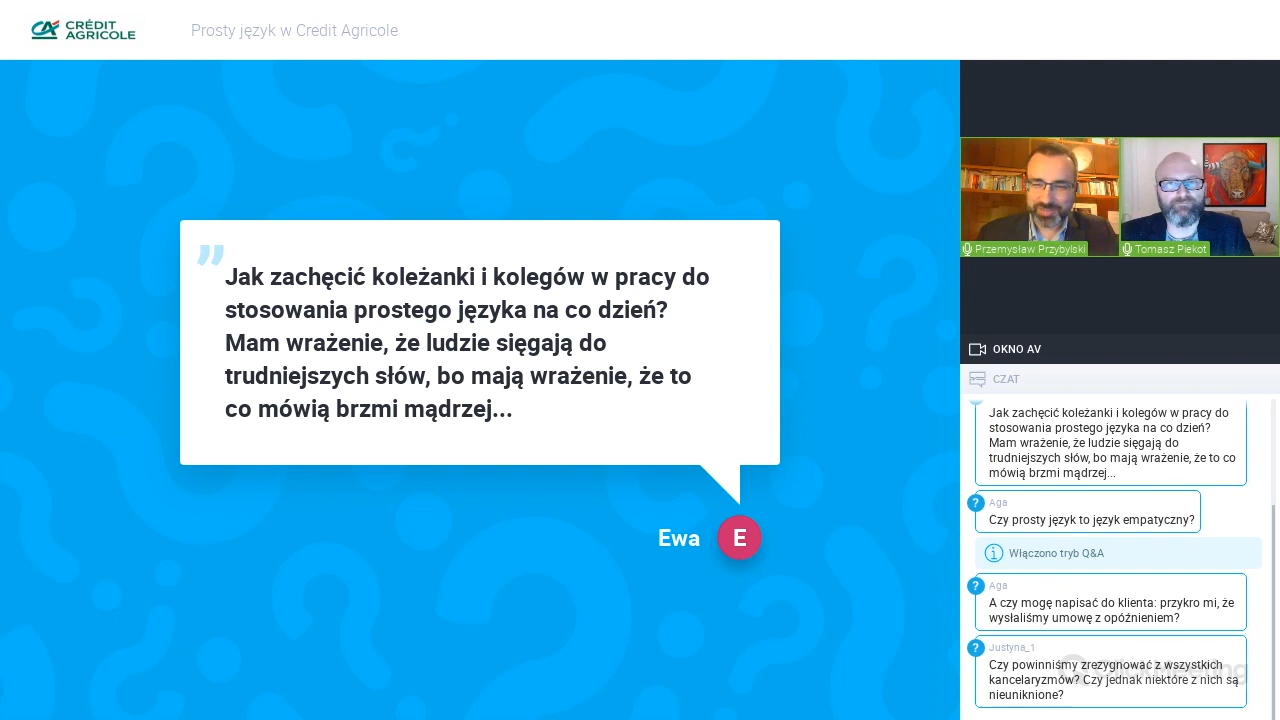 CRÉDIT
AGRICOLE
Prosty język w Credit Agricole
”
Jak zachęcić koleżanki i kolegów w pracy do
stosowania prostego języka na co dzień?
Mam wrażenie, że ludzie sięgają do
trudniejszych słów, bo mają wrażenie, że to
co mówią brzmi mądrzej...
Ewa E
Przemysław Przybylski
Tomasz Piekot
OKNO AV
CZAT
Jak zachęcić koleżanki i kolegów w pracy do
stosowania prostego języka na co dzień?
Mam wrażenie, że ludzie sięgają do
trudniejszych słów, bo mają wrażenie, że to co
mówią brzmi mądrzej...
? Aga
Czy prosty język to język empatyczny?
Włączono tryb Q&A
? Aga
A czy mogę napisać do klienta: przykro mi, że
wysłaliśmy umowę z opóźnieniem?
? Justyna_1
Czy powinniśmy zrezygnować z wszystkich
kancelaryzmów? Czy jednak niektóre z nich są
nieuniknione?